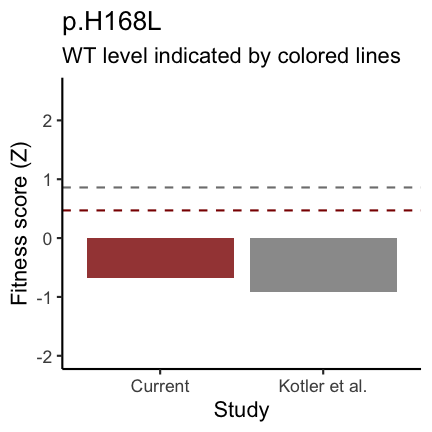 p.H168L
WT level indicated by colored lines
Fitness score (Z)
2
1
0
-1
-2
Current
Kotler et al.
Study